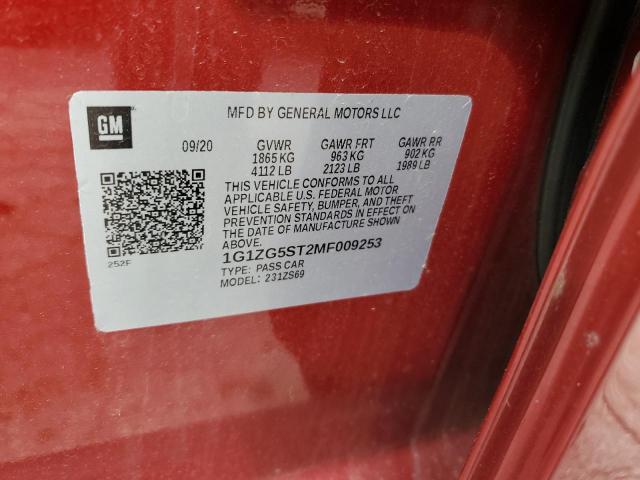 GM
MFD BY GENERAL MOTORS LLC
09/20 GVWR GAWR FRT GAWR RR
1865 KG 963 KG 902 KG
4112 LB 2123 LB 1989 LB
THIS VEHICLE CONFORMS TO ALL
APPLICABLE U.S. FEDERAL MOTOR
VEHICLE SAFETY, BUMPER, AND THEFT
PREVENTION STANDARDS IN EFFECT ON
THE DATE OF MANUFACTURE SHOWN
ABOVE.
1G1ZG5ST2MF009253
252F
TYPE: PASS CAR
MODEL: 231ZS69